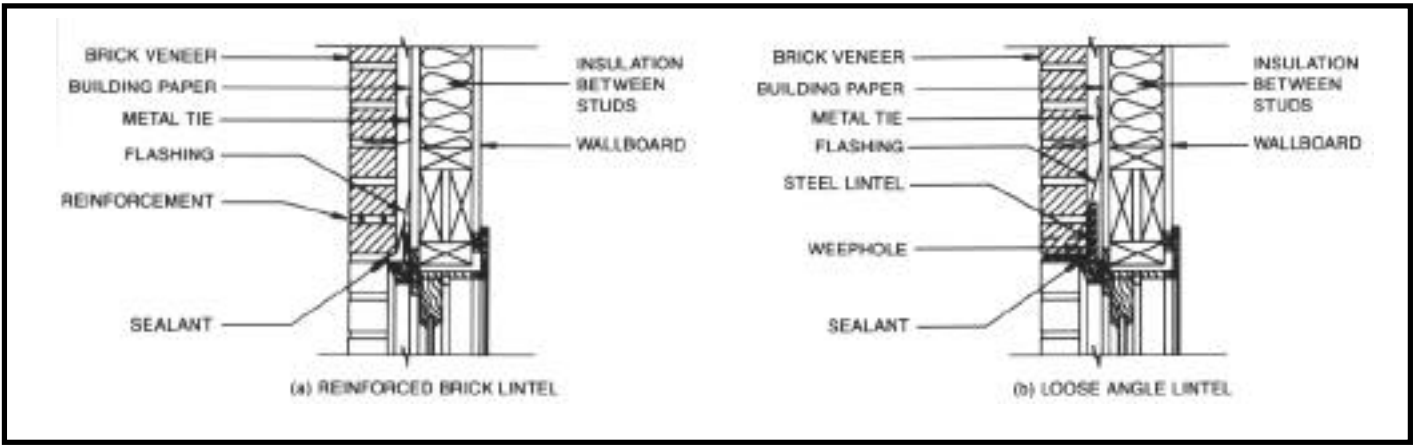 BRICK VENEER
BUILDING PAPER
METAL TIE
FLASHING
REINFORCEMENT
SEALANT
INSULATION
BETWEEN
STUDS
WALLBOARD
(a) REINFORCED BRICK LINTEL
BRICK VENEER
BUILDING PAPER
METAL TIE
FLASHING
STEEL LINTEL
WEEPHOLE
SEALANT
INSULATION
BETWEEN
STUDS
WALLBOARD
(b) LOOSE ANGLE LINTEL